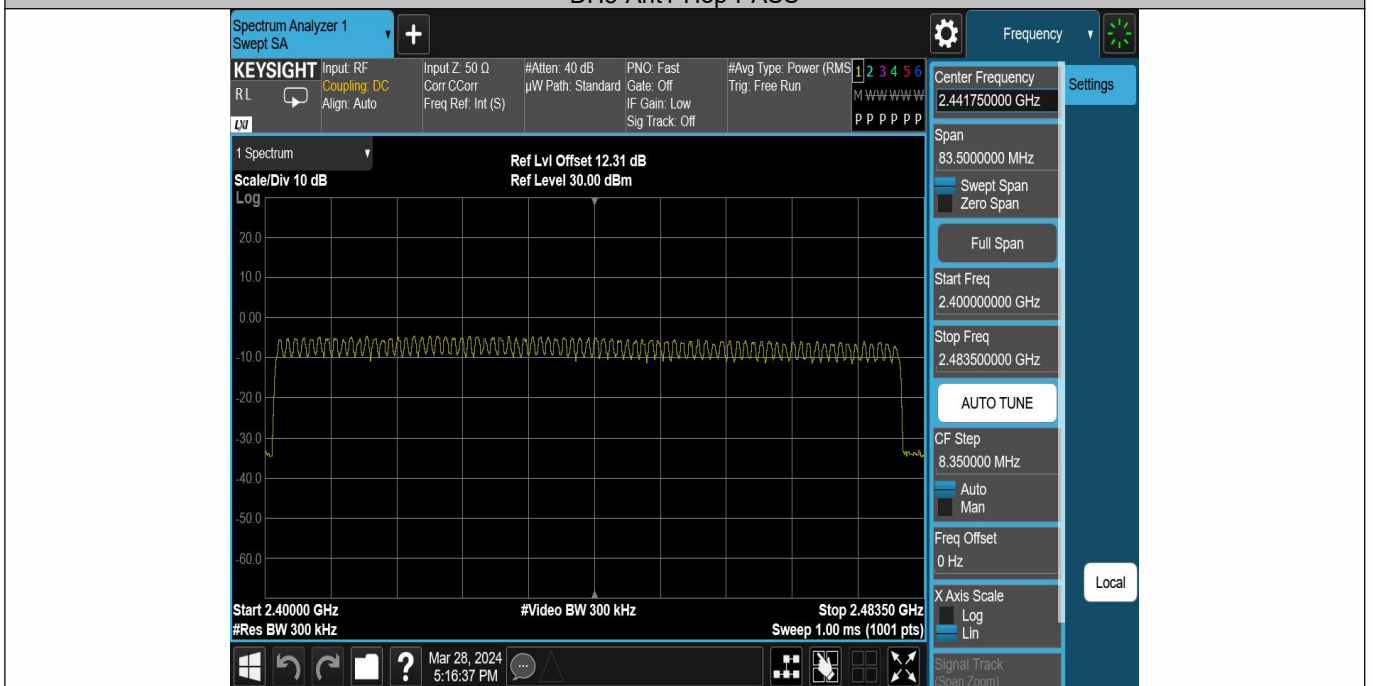 Spectrum Analyzer 1
Swept SA
+
Frequency
KEYSIGHT
RL
LXI
Input: RF
Coupling: DC
Align: Auto
Input Z: 50 Ω
Corr CCorr
Freq Ref: Int (S)
#Atten: 40 dB
µW Path: Standard
PNO: Fast
Gate: Off
IF Gain: Low
Sig Track: Off
#Avg Type: Power (RMS
Trig: Free Run
1 2 3 4 5 6
M W W W W W
P P P P P P
1 Spectrum
Scale/Div 10 dB
Log
Ref Lvl Offset 12.31 dB
Ref Level 30.00 dBm
20.0
10.0
0.00
-10.0
-20.0
-30.0
-40.0
-50.0
-60.0
Start 2.40000 GHz
#Res BW 300 kHz
#Video BW 300 kHz
Stop 2.48350 GHz
Sweep 1.00 ms (1001 pts)
Center Frequency
2.441750000 GHz
Settings
Span
83.5000000 MHz
Swept Span
Zero Span
Full Span
Start Freq
2.400000000 GHz
Stop Freq
2.483500000 GHz
AUTO TUNE
CF Step
8.350000 MHz
Auto
Man
Freq Offset
0 Hz
X Axis Scale
Log
Lin
Signal Track
(Span Zoom)
Local
?
Mar 28, 2024
5:16:37 PM